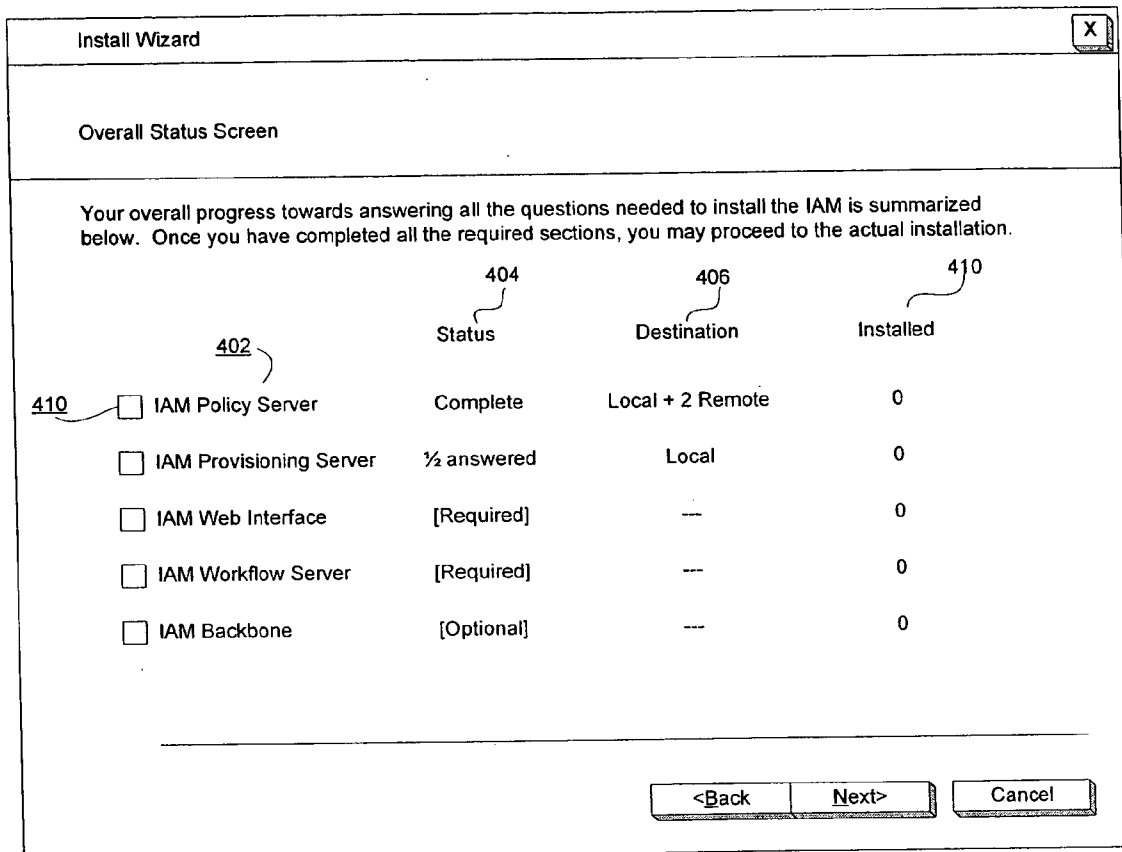 Install Wizard X
Overall Status Screen
Your overall progress towards answering all the questions needed to install the IAM is summarized
below. Once you have completed all the required sections, you may proceed to the actual installation.
404 406 410
Status Destination Installed
402
410 IAM Policy Server Complete Local + 2 Remote 0
IAM Provisioning Server ½ answered Local 0
IAM Web Interface [Required] --- 0
IAM Workflow Server [Required] --- 0
IAM Backbone [Optional] --- 0
<Back Next> Cancel